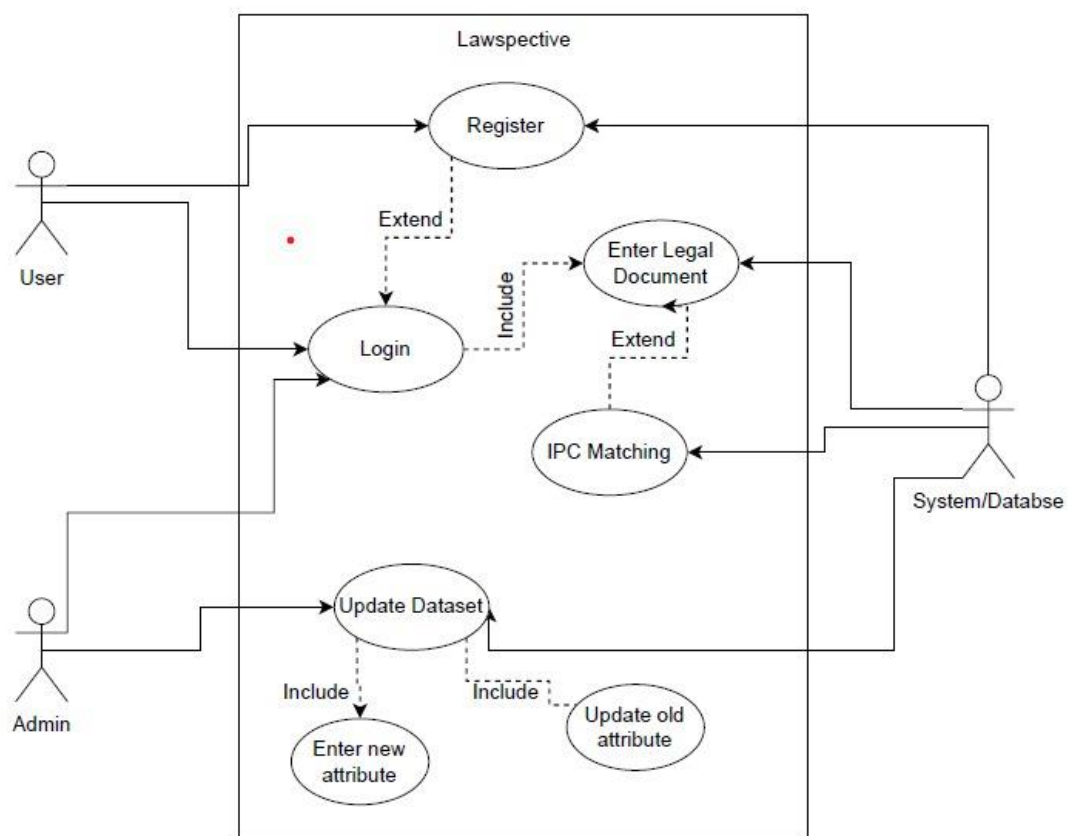 Lawspective
Register
Extend
User
Enter Legal
Document
Include
Login
Extend
IPC Matching
System/Databse
Update Dataset
Include
Include
Admin
Enter new
attribute
Update old
attribute